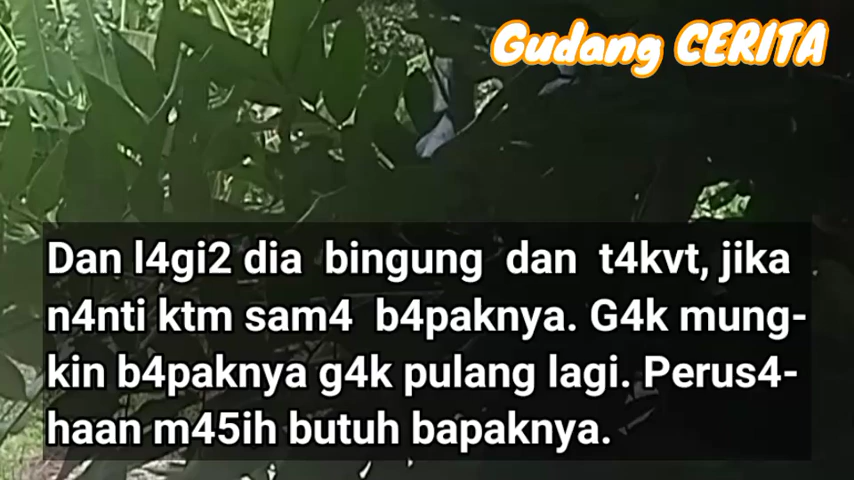 Gudang CERITA
Dan l4gi2 dia bingung dan t4kvt, jika
n4nti ktm sam4 b4paknya. G4k mung-
kin b4paknya g4k pulang lagi. Perus4-
haan m45ih butuh bapaknya.